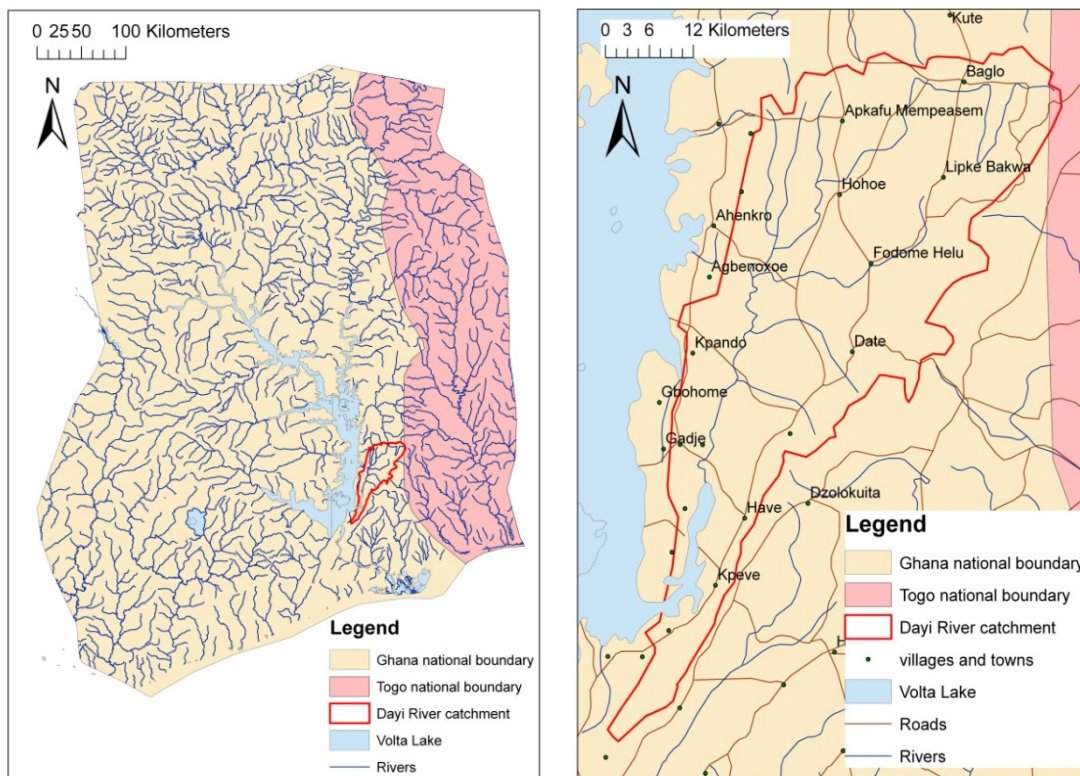 0 25 50 100 Kilometers
N
Legend
Ghana national boundary
Togo national boundary
Dayi River catchment
Volta Lake
Rivers
0 3 6 12 Kilometers
N
Kute
Baglo
Apkafu Mempeasem
Lipke Bakwa
Hohoe
Ahenkro
Fodome Helu
Agbenoxoe
Kpando
Date
Gbohome
Gadje
Dzolokuita
Have
Kpeve
H
Legend
Ghana national boundary
Togo national boundary
Dayi River catchment
villages and towns
Volta Lake
Roads
Rivers